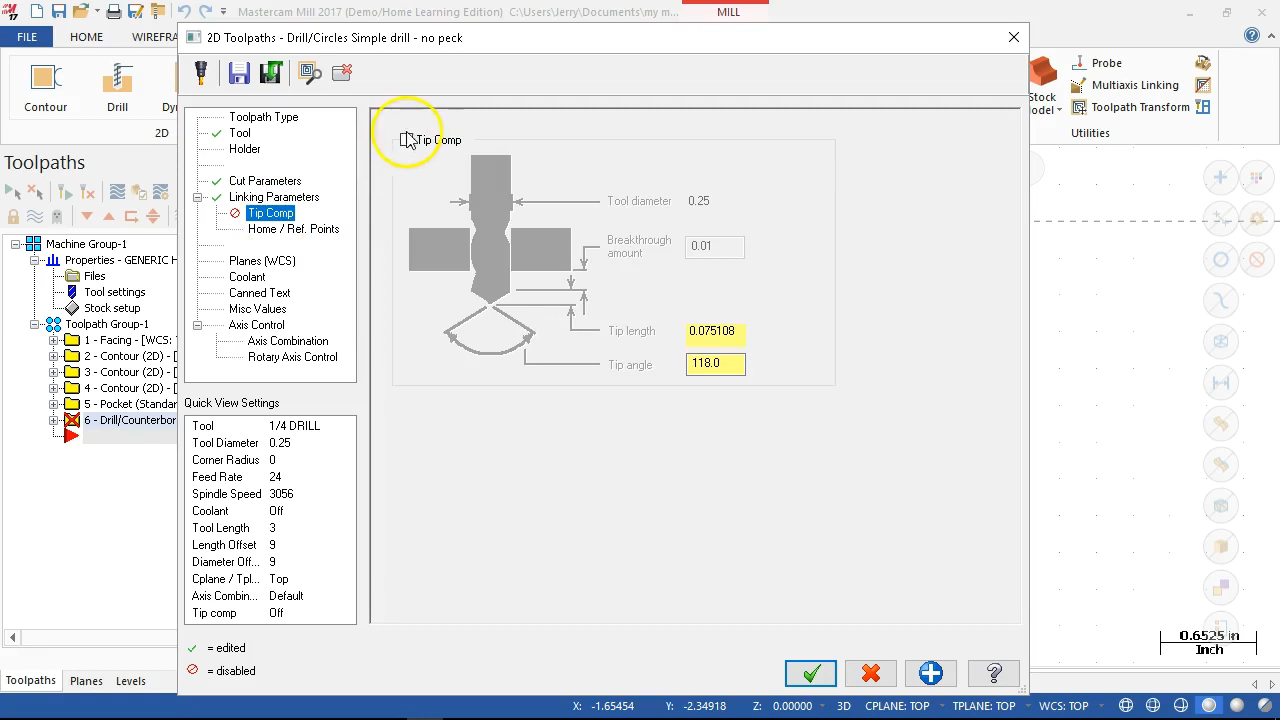 Mastercam Mill 2017 (Demo/Home Learning Edition) C:\Users\Jerry\Documents\my m...
MILL
FILE
HOME
WIREFRA
2D Toolpaths - Drill/Circles Simple drill - no peck
Contour
Drill
2D
Probe
Multiaxis Linking
Toolpath Transform
Stock
Model
Utilities
Toolpaths
Machine Group-1
Properties - GENERIC H
Files
Tool settings
Stock setup
Toolpath Group-1
1 - Facing - [WCS:
2 - Contour (2D) -
3 - Contour (2D) -
4 - Contour (2D) -
5 - Pocket (Standar
6 - Drill/Counterbor
Toolpath Type
Tool
Holder
Cut Parameters
Linking Parameters
Tip Comp
Home / Ref. Points
Planes (WCS)
Coolant
Canned Text
Misc Values
Axis Control
Axis Combination
Rotary Axis Control
Quick View Settings
Tool 1/4 DRILL
Tool Diameter 0.25
Corner Radius 0
Feed Rate 24
Spindle Speed 3056
Coolant Off
Tool Length 3
Length Offset 9
Diameter Off... 9
Cplane / Tpl... Top
Axis Combin... Default
Tip comp Off
= edited
= disabled
Tip Comp
Tool diameter 0.25
Breakthrough
amount 0.01
Tip length 0.075108
Tip angle 118.0
0.6525 in
Inch
Toolpaths Planes Levels
X: -1.65454 Y: -2.34918 Z: 0.00000 3D CPLANE: TOP TPLANE: TOP WCS: TOP